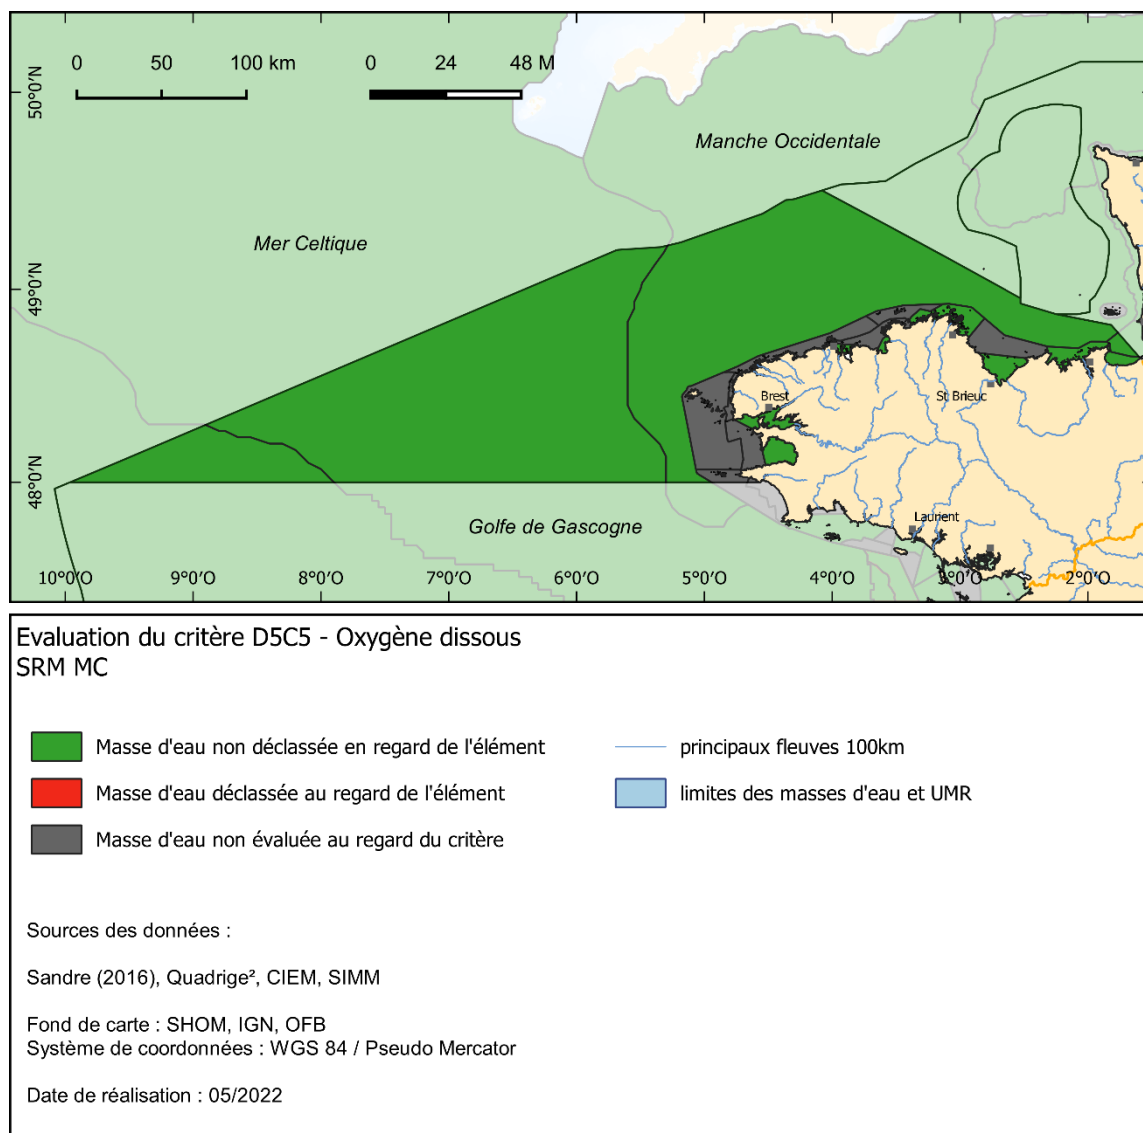 0 50 100 km 0 24 48 M
50°0'N
Manche Occidentale
Mer Celtique
49°0'N
Brest
St Brieuc
48°0'N
Golfe de Gascogne
Laurient
10°0'O 9°0'O 8°0'O 7°0'O 6°0'O 5°0'O 4°0'O 3°0'O 2°0'O
Evaluation du critère D5C5 - Oxygène dissous
SRM MC
Masse d'eau non déclassée en regard de l'élément
principaux fleuves 100km
Masse d'eau déclassée au regard de l'élément
limites des masses d'eau et UMR
Masse d'eau non évaluée au regard du critère
Sources des données :
Sandre (2016), Quadrige², CIEM, SIMM
Fond de carte : SHOM, IGN, OFB
Système de coordonnées : WGS 84 / Pseudo Mercator
Date de réalisation : 05/2022